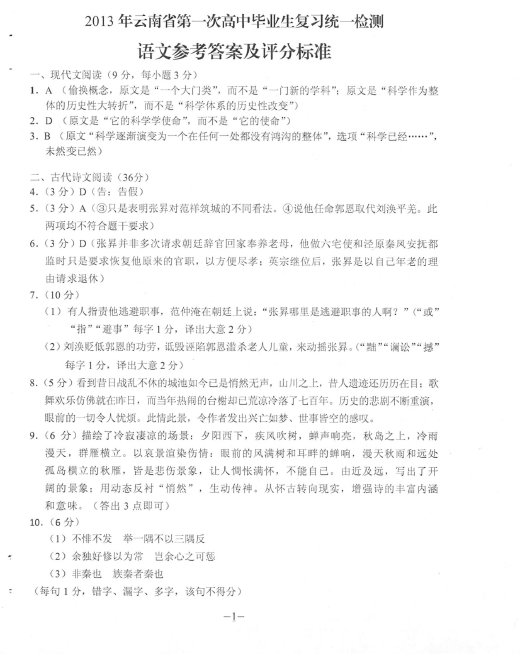 2013年云南省第一次高中毕业生复习统一检测
语文参考答案及评分标准
一、现代文阅读（9分，每小题3分）
1．A （偷换概念，原文是“一个大门类”，而不是“一门新的学科”；原文是“科学作为整
体的历史性大转折”，而不是“科学体系的历史性改变”）
2．D （原文是“它的科学学使命”，而不是“它的使命”）
3．B （原文“科学逐渐演变为一个在任何一处都没有鸿沟的整体”，选项“科学已经……”，
未然变已然）
二、古代诗文阅读（36分）
4．（3分）D（告：告假）
5．（3分）A（③只是表明张昇对范祥筑城的不同看法。④说他任命郭恩取代刘涣平羌。此
两项均不符合题干要求）
6．（3分）D（张昇并非多次请求朝廷辞官回家奉养老母，他做六宅使和泾原秦凤安抚都
监时只是要求恢复他原来的官职，以方便尽孝；英宗继位后，张昇是以自己年老的理
由请求退休）
7．（10分）
（1）有人指责他逃避职事，范仲淹在朝廷上说：“张昇哪里是逃避职事的人啊？”（“或”
“指”“避事”每字1分，译出大意2分）
（2）刘涣贬低郭恩的功劳，诋毁诬陷郭恩滥杀老人儿童，来动摇张昇。（“黜”“谰讼”“撼”
每字1分，译出大意2分）
8．（5分）看到昔日战乱不休的城池如今已是悄然无声，山川之上，昔人遗迹还历历在目；歌
舞欢乐仿佛就在昨日，而当年热闹的台榭却已荒凉冷落了七百年。历史的悲剧不断重演，
眼前的一切令人忧烦。此情此景，令作者发出兴亡如梦、世事皆空的感叹。
9．（6分）描绘了冷寂凄凉的场景：夕阳西下，疾风吹树，蝉声响亮，秋岛之上，冷雨
漫天，群雁横立。以哀景渲染伤情；眼前的风满树和耳畔的蝉响，漫天秋雨和远处
孤岛横立的秋雁，皆是悲伤景象，让人惆怅满怀，不能自已。由近及远，写出了开
阔的景象；用动态反衬“悄然”，生动传神。从怀古转向现实，增强诗的丰富内涵
和意味。（答出3点即可）
10．（6分）
（1）不悱不发　举一隅不以三隅反
（2）余独好修以为常　岂余心之可惩
（3）非秦也　族秦者秦也
（每句1分，错字、漏字、多字，该句不得分）
-1-